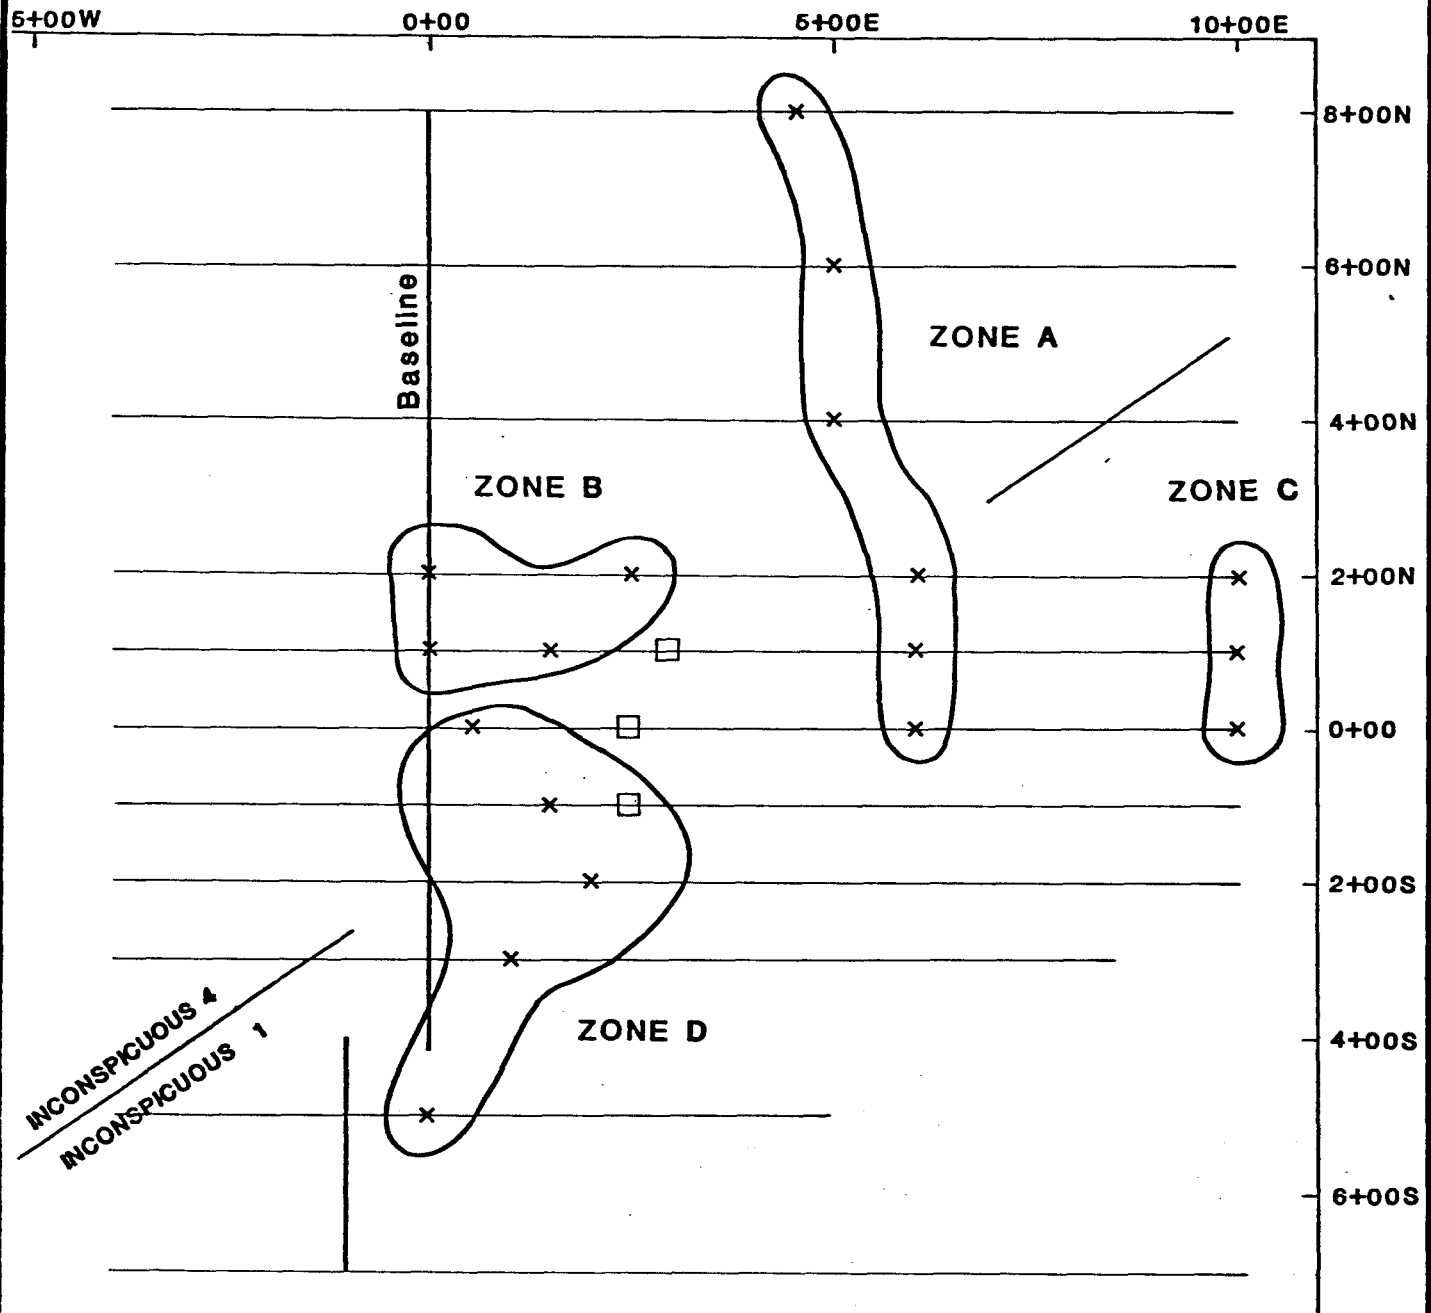 5+00W 0+00 5+00E 10+00E
8+00N
6+00N
Baseline
ZONE A
4+00N
ZONE B
ZONE C
2+00N
0+00
2+00S
INCONSPICUOUS 4
INCONSPICUOUS 1
ZONE D
4+00S
6+00S